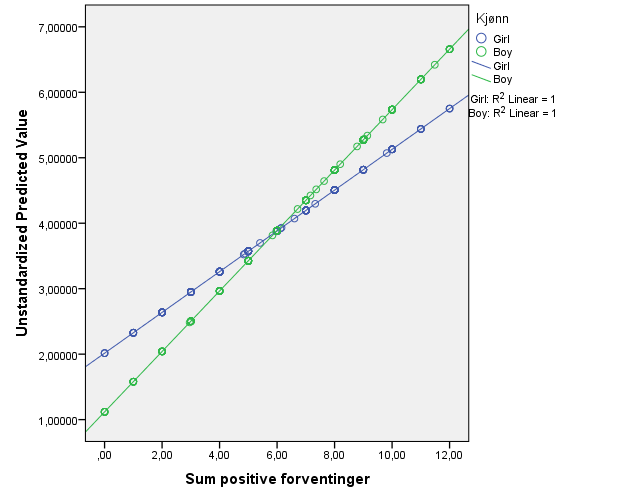 Kjønn
Girl
Boy
Girl
Boy
Girl: R² Linear = 1
Boy: R² Linear = 1
Unstandardized Predicted Value
7,00000
6,00000
5,00000
4,00000
3,00000
2,00000
1,00000
,00 2,00 4,00 6,00 8,00 10,00 12,00
Sum positive forventinger